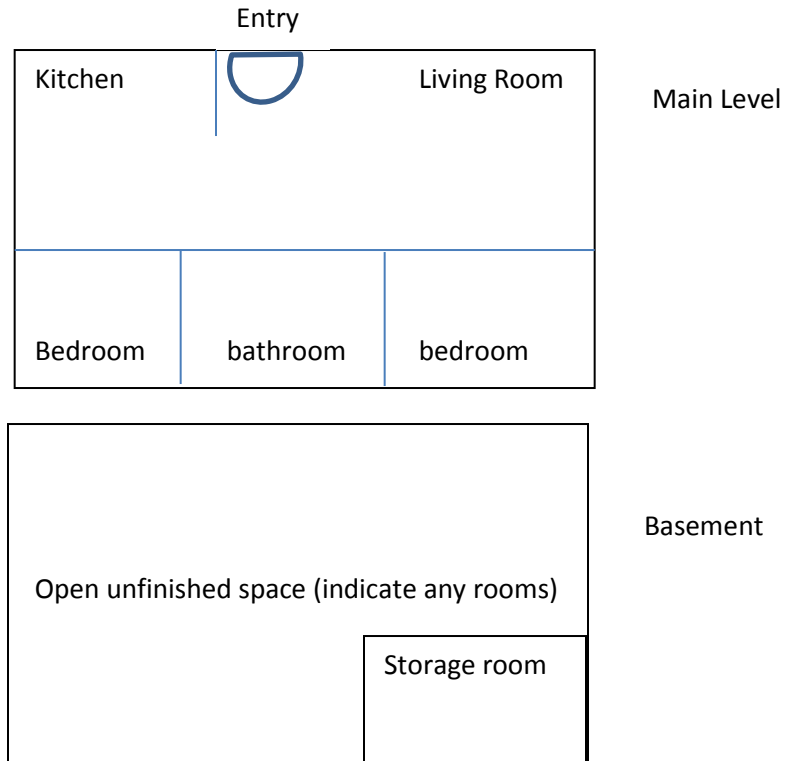 Entry
Kitchen
Living Room
Main Level
Bedroom
bathroom
bedroom
Basement
Open unfinished space (indicate any rooms)
Storage room